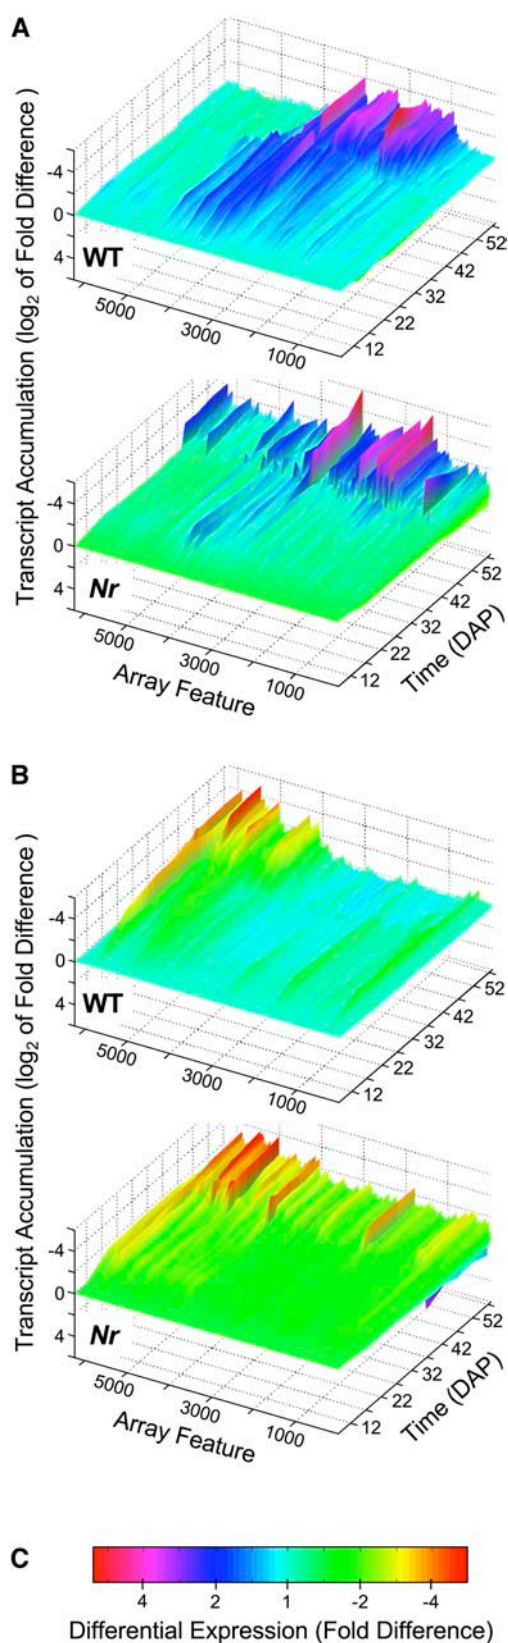 A
Transcript Accumulation (log2 of Fold Difference )
-4
0
4
WT
5000
3000
1000
12
22
32
42
52
-4
0
4
Nr
5000
3000
1000
Array Feature
12
22
32
42
52
Time (DAP)
B
Transcript Accumulation (log2 of Fold Difference )
-4
0
4
WT
5000
3000
1000
12
22
32
42
52
-4
0
4
Nr
5000
3000
1000
Array Feature
12
22
32
42
52
Time (DAP)
C
4 2 1 -2 -4
Differential Expression (Fold Difference)